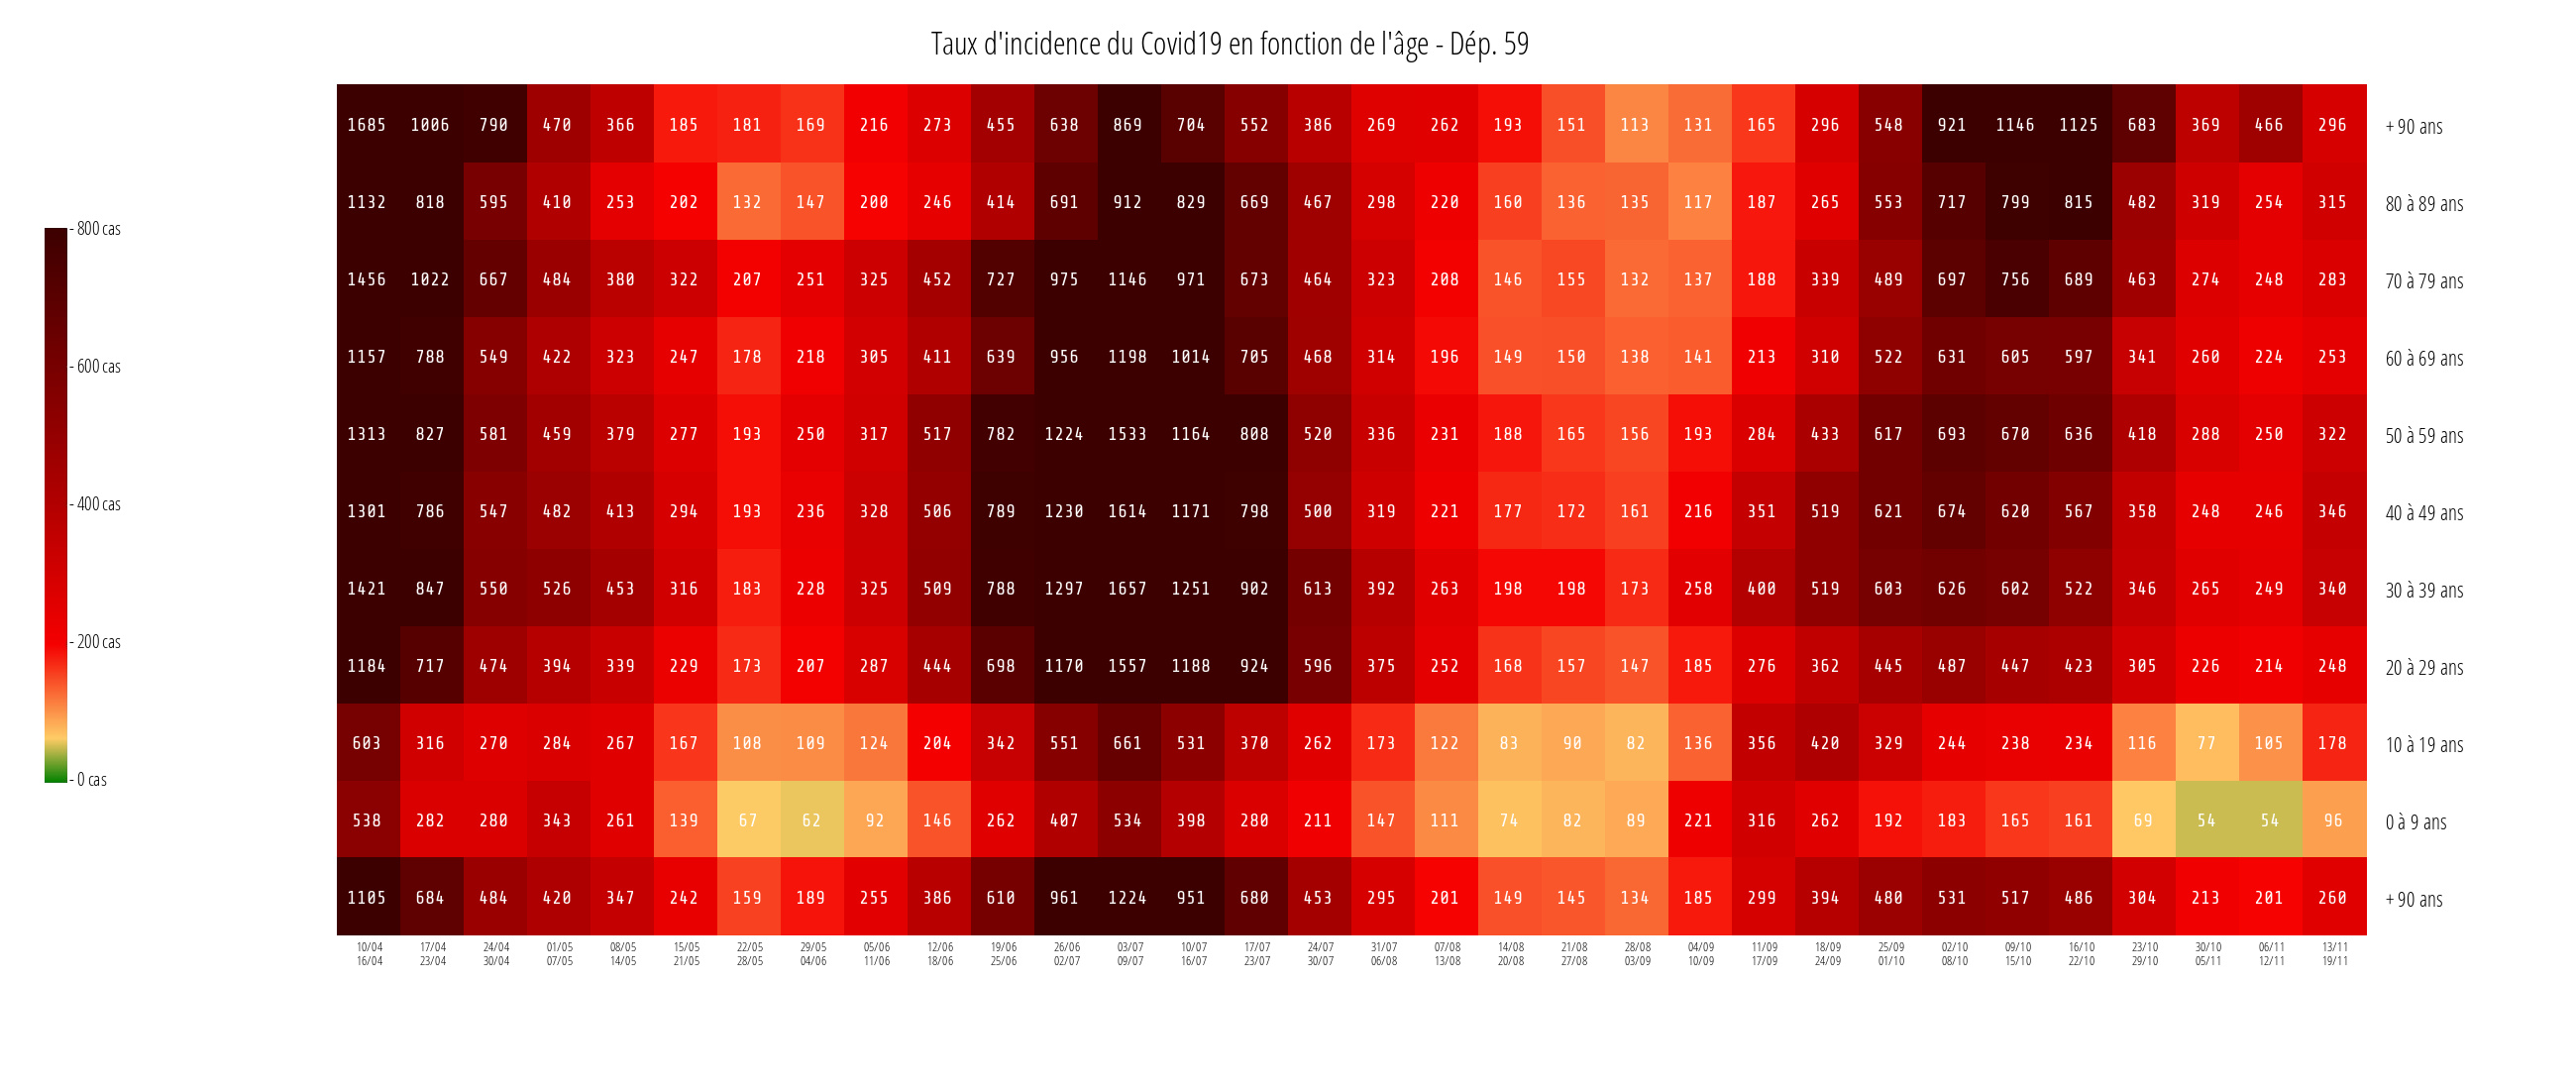 Taux d'incidence du Covid19 en fonction de l'âge - Dép. 59
- 800 cas
- 600 cas
- 400 cas
- 200 cas
- 0 cas
1685 1006 790 470 366 185 181 169 216 273 455 638 869 704 552 386 269 262 193 151 113 131 165 296 548 921 1146 1125 683 369 466 296 + 90 ans
1132 818 595 410 253 202 132 147 200 246 414 691 912 829 669 467 298 220 160 136 135 117 187 265 553 717 799 815 482 319 254 315 80 à 89 ans
1456 1022 667 484 380 322 207 251 325 452 727 975 1146 971 673 464 323 208 146 155 132 137 188 339 489 697 756 689 463 274 248 283 70 à 79 ans
1157 788 549 422 323 247 178 218 305 411 639 956 1198 1014 705 468 314 196 149 150 138 141 213 310 522 631 605 597 341 260 224 253 60 à 69 ans
1313 827 581 459 379 277 193 250 317 517 782 1224 1533 1164 808 520 336 231 188 165 156 193 284 433 617 693 670 636 418 288 250 322 50 à 59 ans
1301 786 547 482 413 294 193 236 328 506 789 1230 1614 1171 798 500 319 221 177 172 161 216 351 519 621 674 620 567 358 248 246 346 40 à 49 ans
1421 847 550 526 453 316 183 228 325 509 788 1297 1657 1251 902 613 392 263 198 198 173 258 400 519 603 626 602 522 346 265 249 340 30 à 39 ans
1184 717 474 394 339 229 173 207 287 444 698 1170 1557 1188 924 596 375 252 168 157 147 185 276 362 445 487 447 423 305 226 214 248 20 à 29 ans
603 316 270 284 267 167 108 109 124 204 342 551 661 531 370 262 173 122 83 90 82 136 356 420 329 244 238 234 116 77 105 178 10 à 19 ans
538 282 280 343 261 139 67 62 92 146 262 407 534 398 280 211 147 111 74 82 89 221 316 262 192 183 165 161 69 54 54 96 0 à 9 ans
1105 684 484 420 347 242 159 189 255 386 610 961 1224 951 680 453 295 201 149 145 134 185 299 394 480 531 517 486 304 213 201 260 + 90 ans
10/04 17/04 24/04 01/05 08/05 15/05 22/05 29/05 05/06 12/06 19/06 26/06 03/07 10/07 17/07 24/07 31/07 07/08 14/08 21/08 28/08 04/09 11/09 18/09 25/09 02/10 09/10 16/10 23/10 30/10 06/11 13/11
16/04 23/04 30/04 07/05 14/05 21/05 28/05 04/06 11/06 18/06 25/06 02/07 09/07 16/07 23/07 30/07 06/08 13/08 20/08 27/08 03/09 10/09 17/09 24/09 01/10 08/10 15/10 22/10 29/10 05/11 12/11 19/11